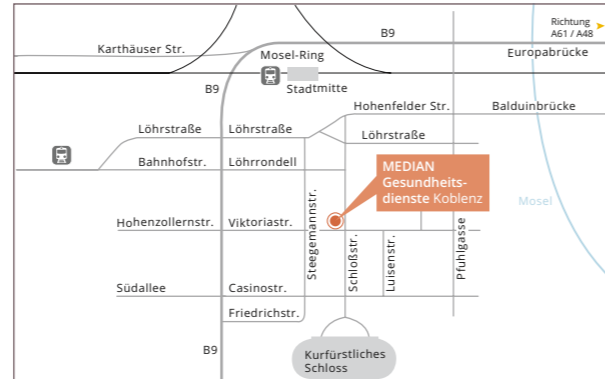 Richtung
A61 / A48
B9
Karthäuser Str.
Mosel-Ring
Europabrücke
B9
Stadtmitte
Hohenfelder Str.
Balduinbrücke
Löhrstraße
Löhrstraße
Löhrstraße
Bahnhofstr.
Löhrrondell
MEDIAN
Gesundheits-
dienste Koblenz
Mosel
Hohenzollernstr.
Viktoriastr.
Steegemannstr.
Schloßstr.
Luisenstr.
Pfuhlgasse
Südallee
Casinostr.
Friedrichstr.
B9
Kurfürstliches
Schloss